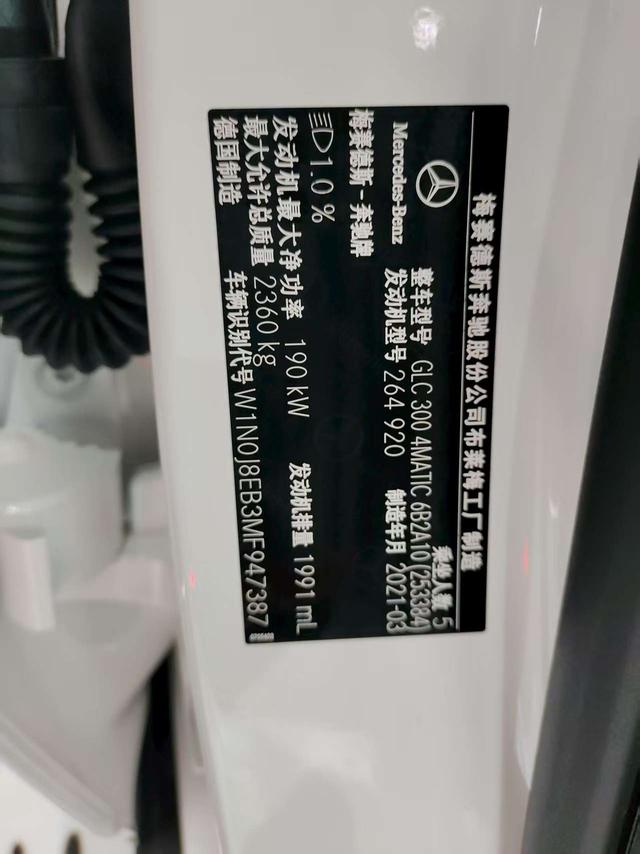 梅赛德斯奔驰股份公司布莱梅工厂制造
Mercedes-Benz
梅赛德斯-奔驰牌
乘坐人数 5
整车型号 GLC 300 4MATIC 6B2A10 (253384)
发动机型号 264 920
制造年月 2021-03
1.0 %
发动机最大净功率 190 kW
发动机排量 1991 mL
最大允许总质量 2360 kg
德国制造
车辆识别代号 W1N0J8EB3MF947387